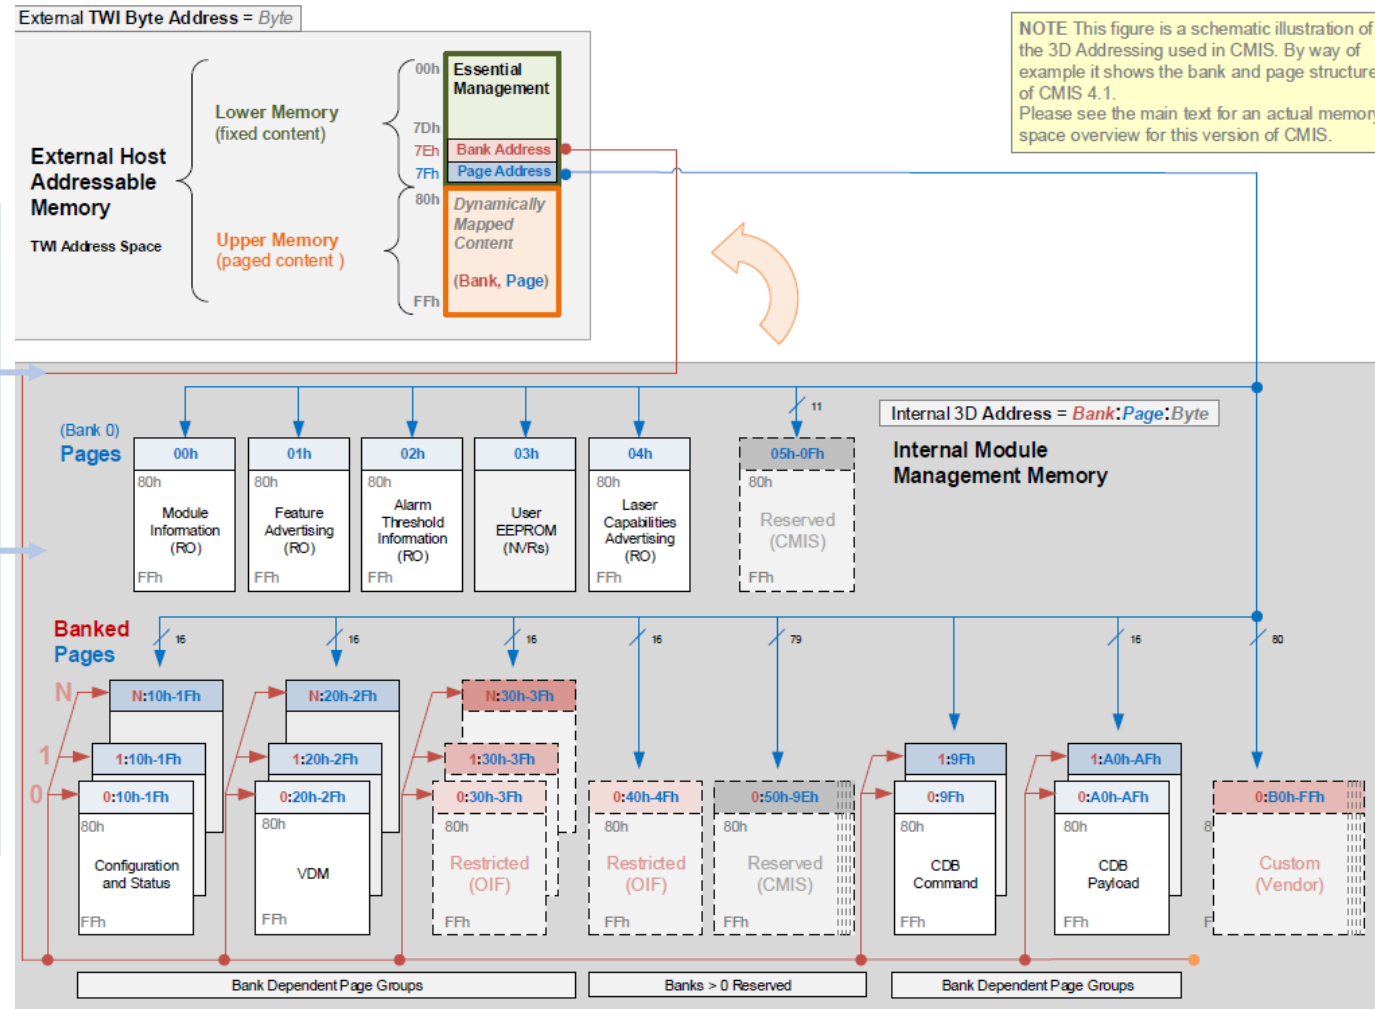 External TWI Byte Address = Byte
NOTE This figure is a schematic illustration of
the 3D Addressing used in CMIS. By way of
example it shows the bank and page structure
of CMIS 4.1.
Please see the main text for an actual memory
space overview for this version of CMIS.
External Host
Addressable
Memory
TWI Address Space
Lower Memory
(fixed content)
Upper Memory
(paged content )
00h
7Dh
7Eh
7Fh
80h
FFh
Essential
Management
Bank Address
Page Address
Dynamically
Mapped
Content
(Bank, Page)
Internal 3D Address = Bank:Page:Byte
Internal Module
Management Memory
(Bank 0)
Pages
00h
80h
Module
Information
(RO)
FFh
01h
80h
Feature
Advertising
(RO)
FFh
02h
80h
Alarm
Threshold
Information
(RO)
FFh
03h
User
EEPROM
(NVRs)
04h
80h
Laser
Capabilities
Advertising
(RO)
FFh
11
05h-0Fh
80h
Reserved
(CMIS)
FFh
Banked
Pages
N
1
0
16
N:10h-1Fh
1:10h-1Fh
0:10h-1Fh
80h
Configuration
and Status
FFh
16
N:20h-2Fh
1:20h-2Fh
0:20h-2Fh
80h
VDM
FFh
16
N:30h-3Fh
1:30h-3Fh
0:30h-3Fh
80h
Restricted
(OIF)
FFh
16
0:40h-4Fh
80h
Restricted
(OIF)
FFh
79
0:50h-9Eh
80h
Reserved
(CMIS)
FFh
1:9Fh
0:9Fh
80h
CDB
Command
FFh
16
1:A0h-AFh
0:A0h-AFh
80h
CDB
Payload
FFh
80
0:B0h-FFh
8
Custom
(Vendor)
F
Bank Dependent Page Groups
Banks > 0 Reserved
Bank Dependent Page Groups